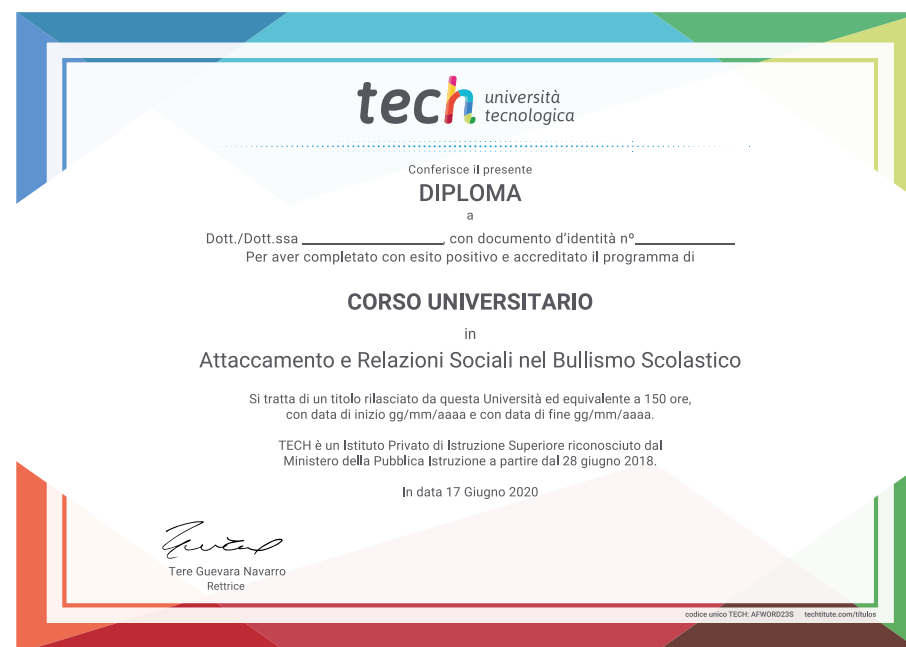 tech università
tecnologica
Conferisce il presente
DIPLOMA
a
Dott./Dott.ssa ____________________, con documento d'identità nº______________
Per aver completato con esito positivo e accreditato il programma di
CORSO UNIVERSITARIO
in
Attaccamento e Relazioni Sociali nel Bullismo Scolastico
Si tratta di un titolo rilasciato da questa Università ed equivalente a 150 ore,
con data di inizio gg/mm/aaaa e con data di fine gg/mm/aaaa.
TECH è un Istituto Privato di Istruzione Superiore riconosciuto dal
Ministero della Pubblica Istruzione a partire dal 28 giugno 2018.
In data 17 Giugno 2020
Tere Guevara Navarro
Rettrice
codice unico TECH: AFWORD23S techtitute.com/titulos